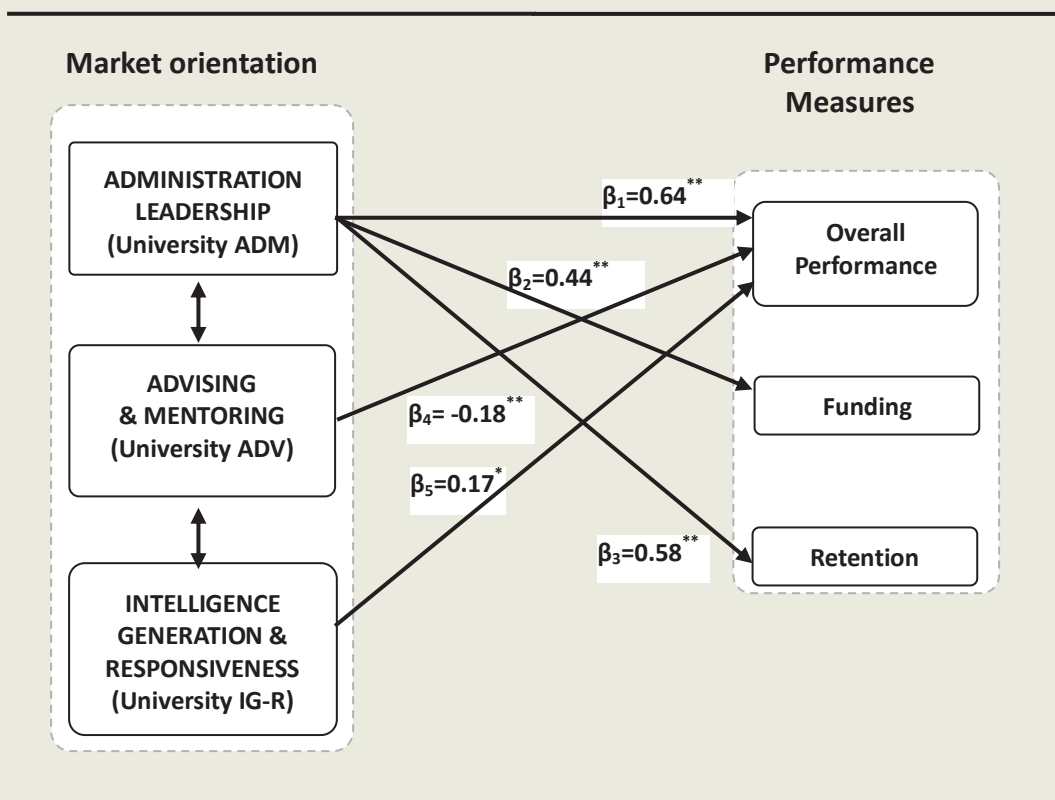 Market orientation
Performance
Measures
ADMINISTRATION
LEADERSHIP
(University ADM)
β₁=0.64**
Overall
Performance
β₂=0.44**
ADVISING
& MENTORING
(University ADV)
β₄= -0.18**
Funding
β₅=0.17*
β₃=0.58**
Retention
INTELLIGENCE
GENERATION &
RESPONSIVENESS
(University IG-R)